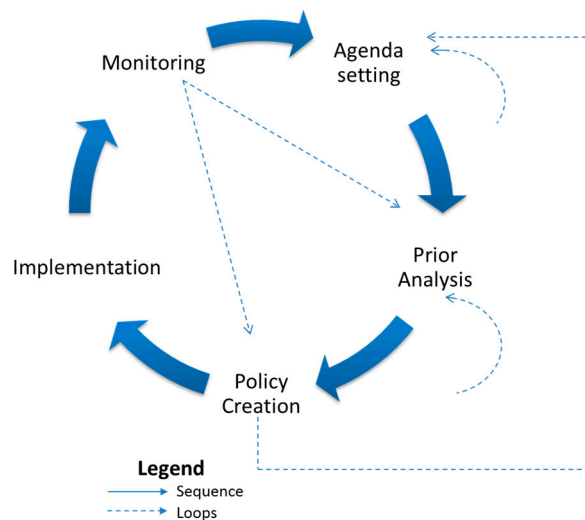 Monitoring
Agenda
setting
Prior
Analysis
Implementation
Policy
Creation
Legend
Sequence
Loops